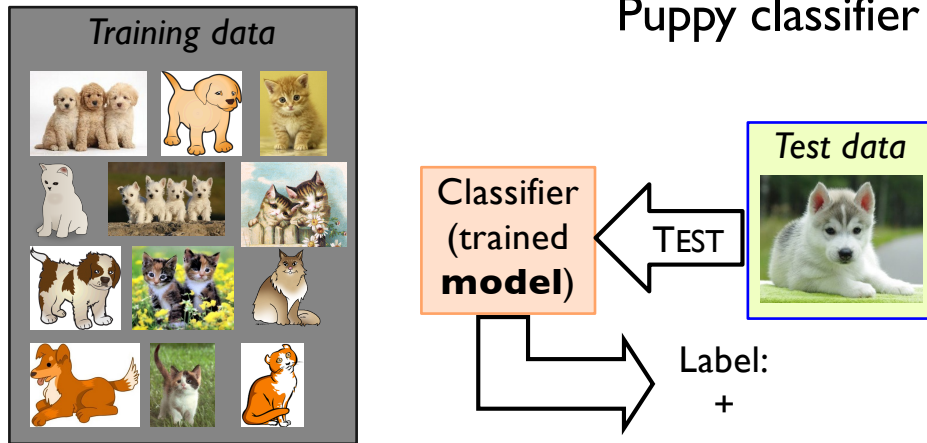 Training data
Puppy classifier
Test data
Classifier
(trained
model)
TEST
Label:
+